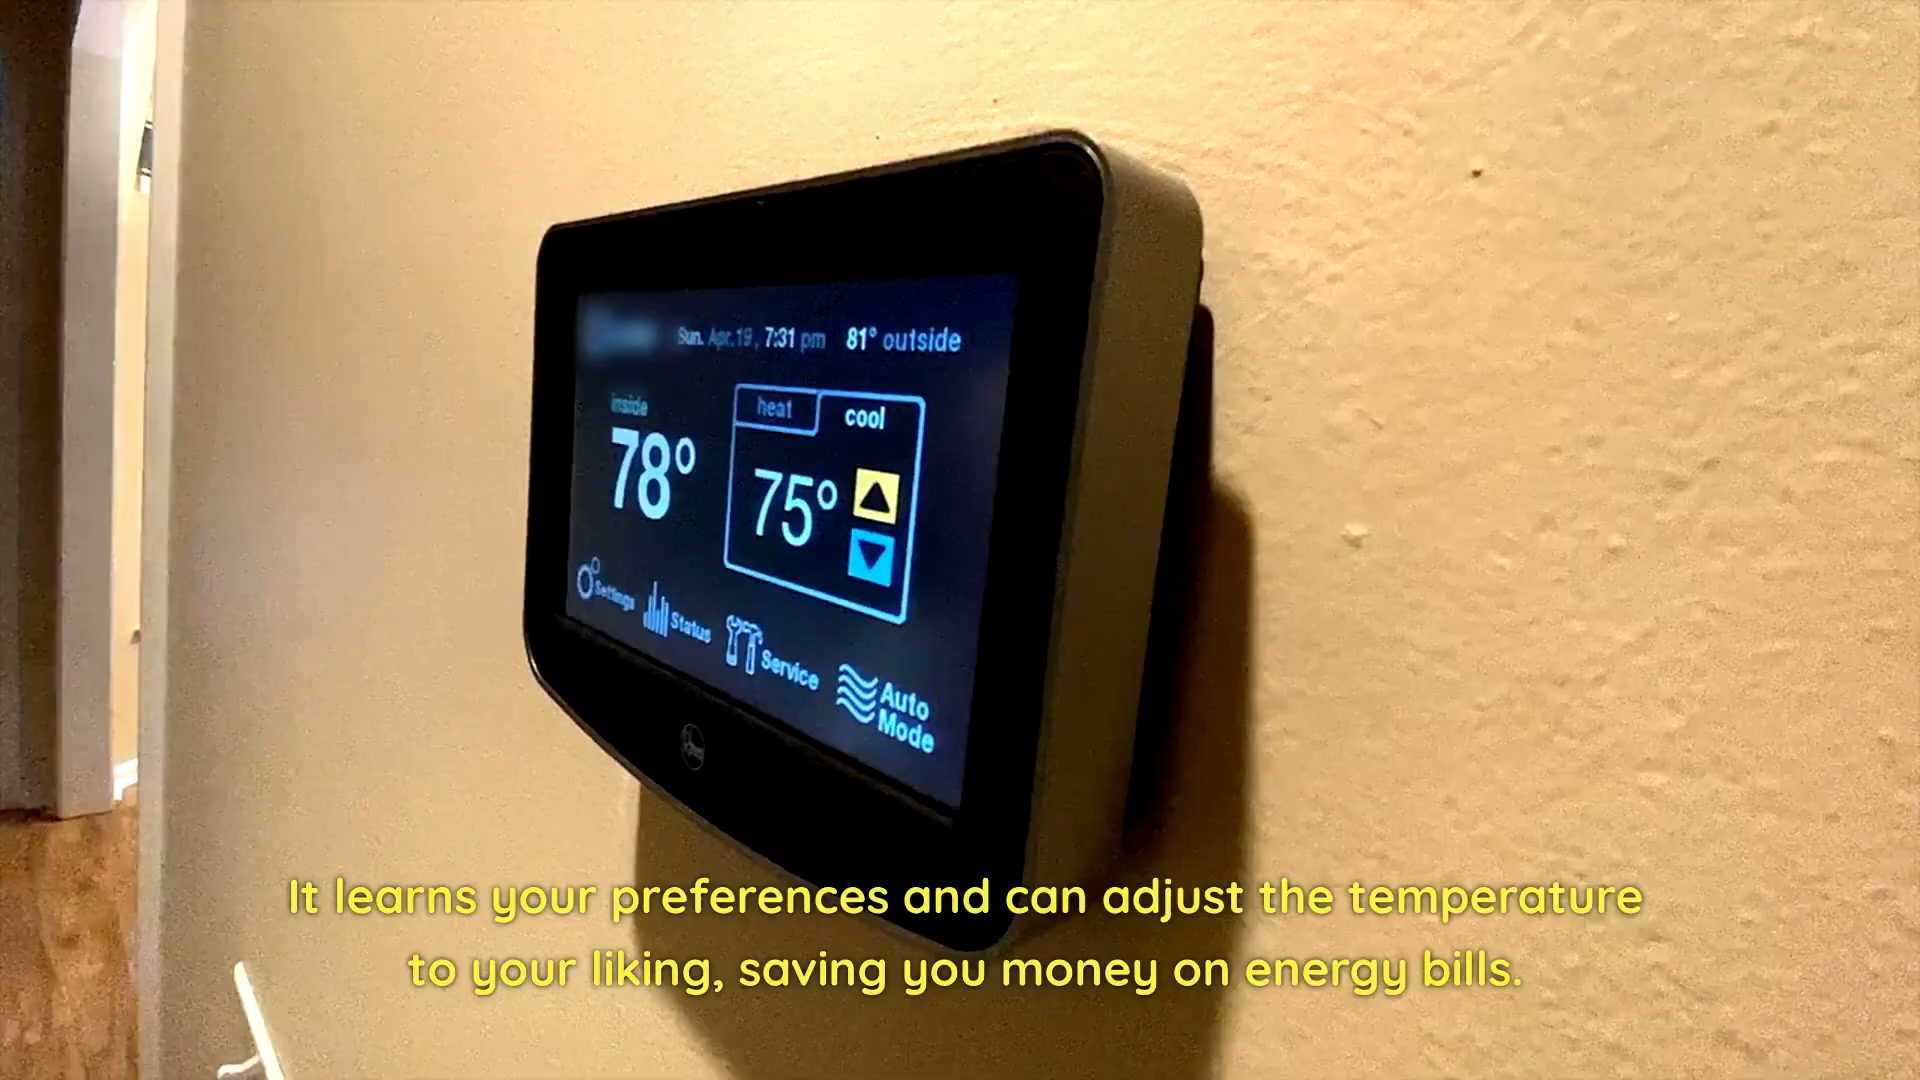 Sun. Apr. 19, 7:31 pm 81° outside
inside
78°
heat
cool
75°
Settings
Status
Service
Auto
Mode
It learns your preferences and can adjust the temperature
to your liking, saving you money on energy bills.